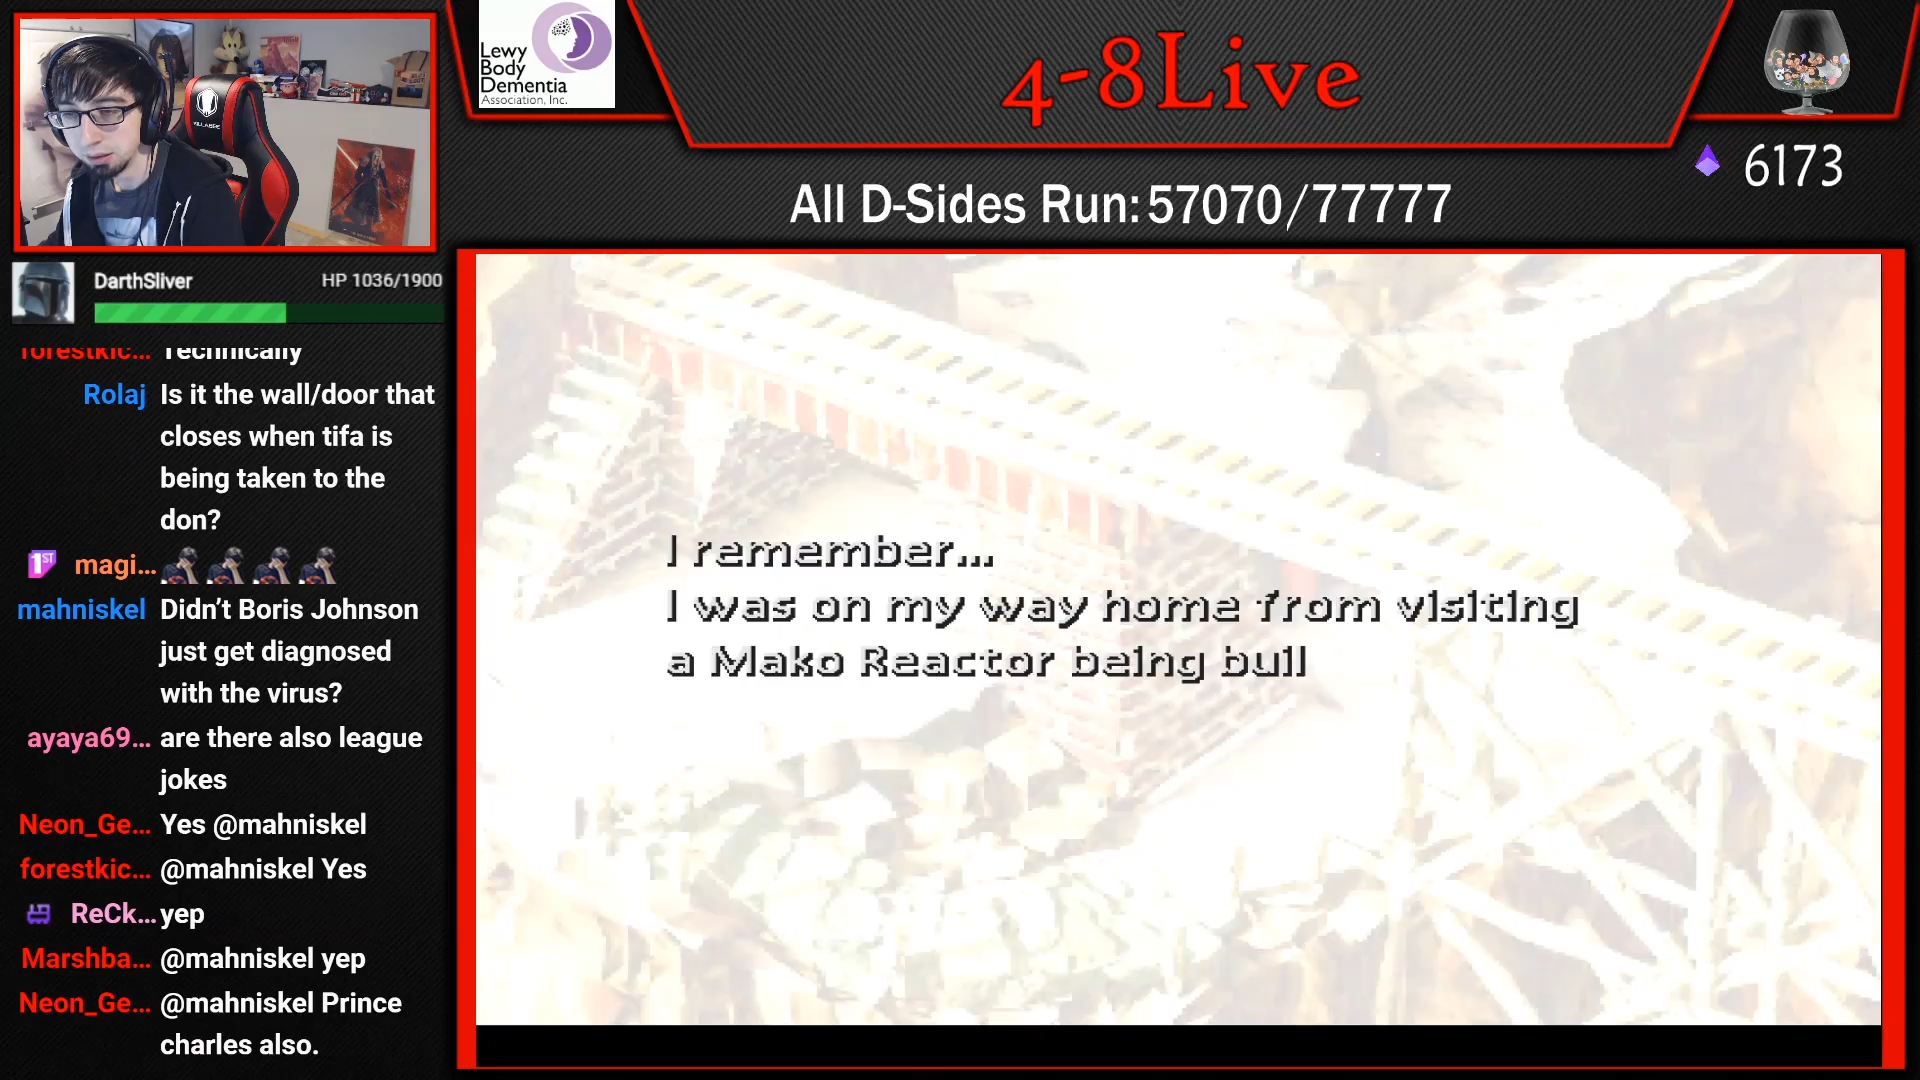 Lewy
Body
Dementia
Association, Inc.
4-8Live
6173
All D-Sides Run:57070/77777
DarthSliver HP 1036/1900
forestkic... Technically
Rolaj Is it the wall/door that
closes when tifa is
being taken to the
don?
1ST magi...
mahniskel Didn't Boris Johnson
just get diagnosed
with the virus?
ayaya69... are there also league
jokes
Neon_Ge... Yes @mahniskel
forestkic... @mahniskel Yes
ReCk... yep
Marshba... @mahniskel yep
Neon_Ge... @mahniskel Prince
charles also.
I remember...
I was on my way home from visiting
a Mako Reactor being buil